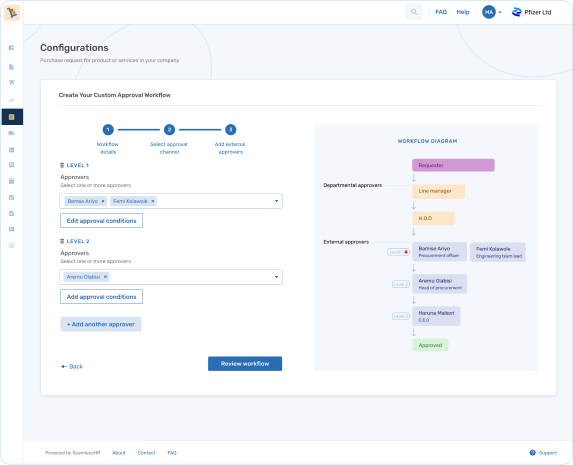 FAQ Help HA Pfizer Ltd
Configurations
Purchase request for product or services in your company
Create Your Custom Approval Workflow
1 2 3
Workflow details
Select approval channel
Add external approvers
LEVEL 1
Approvers
Select one or more approvers
Bamise Ariyo × Femi Kolawole ×
Edit approval conditions
LEVEL 2
Approvers
Select one or more approvers
Aremu Olabisi ×
Add approval conditions
+ Add another approver
Back
Review workflow
WORKFLOW DIAGRAM
Requester
Departmental approvers
Line manager
H.O.D
External approvers
Level 1
Bamise Ariyo
Procurement officer
Femi Kolawole
Engineering team lead
Level 2
Aremu Olabisi
Head of procurement
Level 3
Haruna Maikori
C.E.O
Approved
Powered by SeamlessHR About Contact FAQ
Support